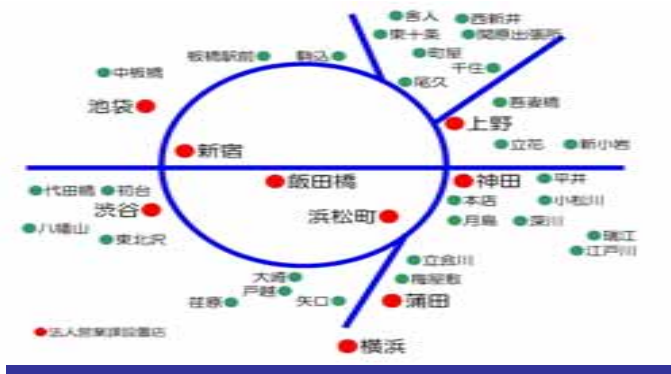 舎人
西新井
東十条
関原出張所
板橋駅前
駒込
町屋
千住
中板橋
尾久
池袋
吾妻橋
上野
新宿
立花
新小岩
飯田橋
神田
平井
代田橋
初台
本店
小松川
渋谷
浜松町
月島
深川
八幡山
東北沢
瑞江
江戸川
立会川
大崎
梅屋敷
戸越
荏原
矢口
蒲田
法人営業課設置店
横浜